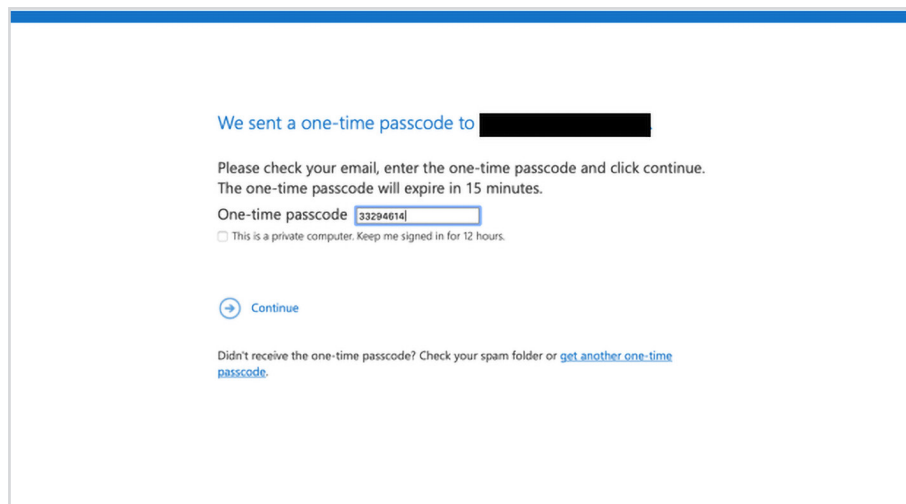 We sent a one-time passcode to .
Please check your email, enter the one-time passcode and click continue.
The one-time passcode will expire in 15 minutes.
One-time passcode 33294614
This is a private computer. Keep me signed in for 12 hours.
Continue
Didn't receive the one-time passcode? Check your spam folder or get another one-time
passcode.